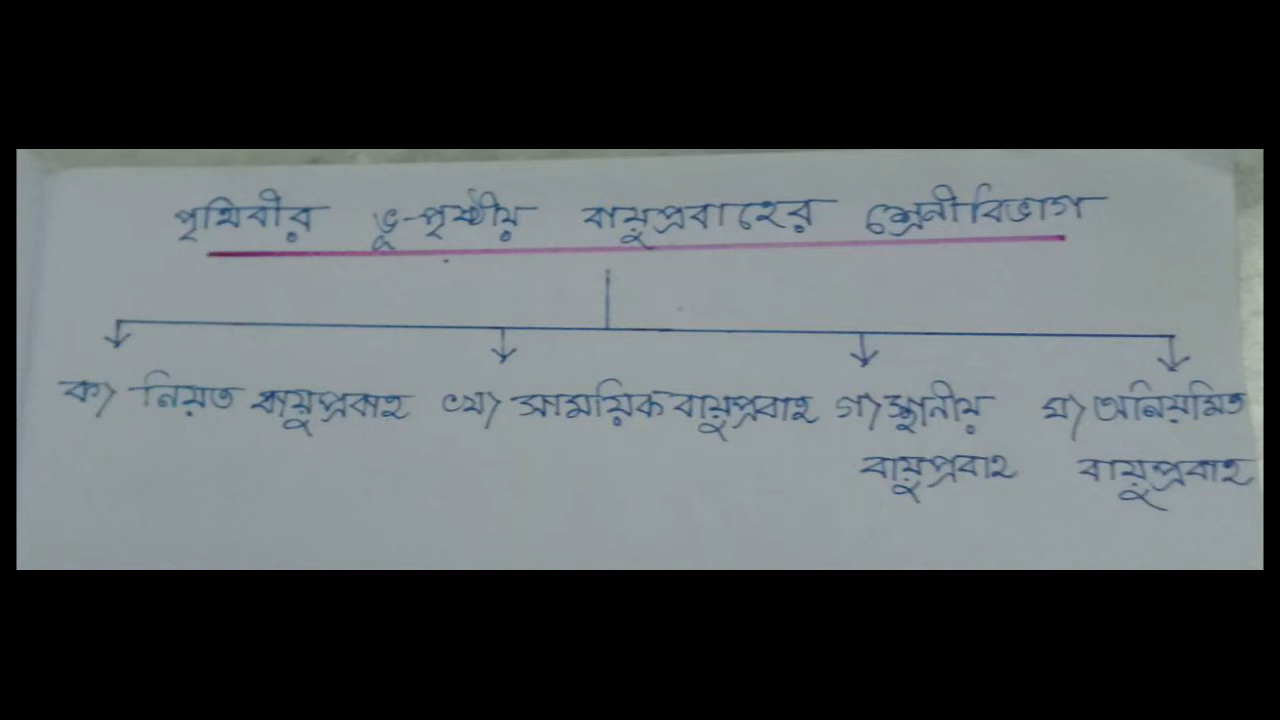 পৃথিবীর ভূ-পৃষ্ঠীয় বায়ুপ্রবাহের শ্রেনীবিভাগ
ক) নিয়ত বায়ুপ্রবাহ খ) সাময়িক বায়ুপ্রবাহ গ) স্থানীয় ঘ) অনিয়মিত
বায়ুপ্রবাহ বায়ুপ্রবাহ